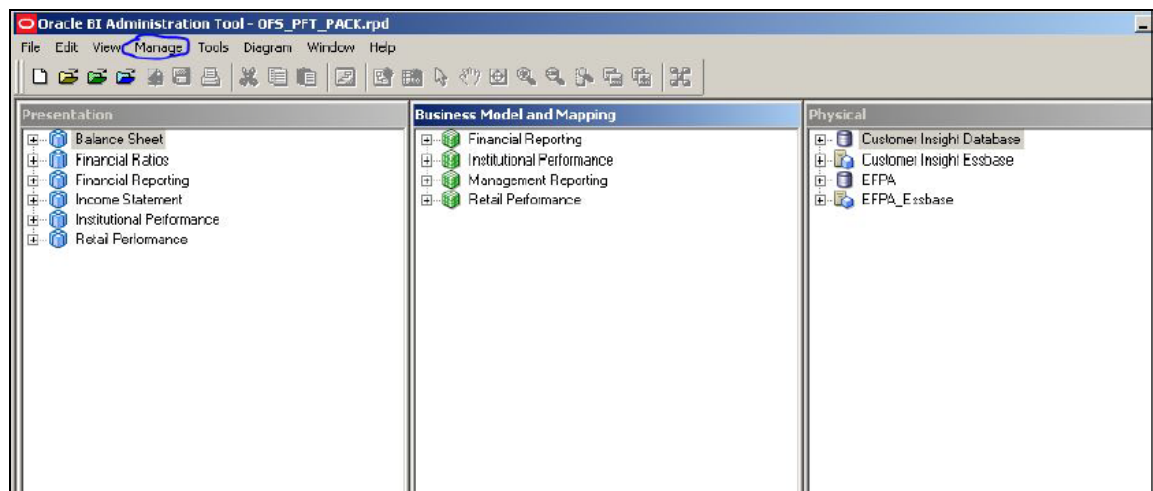 Oracle BI Administration Tool - OFS_PFT_PACK.rpd
File Edit View Manage Tools Diagram Window Help
Presentation
Balance Sheet
Financial Ratios
Financial Reporting
Income Statement
Institutional Performance
Retail Performance
Business Model and Mapping
Financial Reporting
Institutional Performance
Management Reporting
Retail Performance
Physical
Customer Insight Database
Customer Insight Essbase
EFPA
EFPA_Essbase